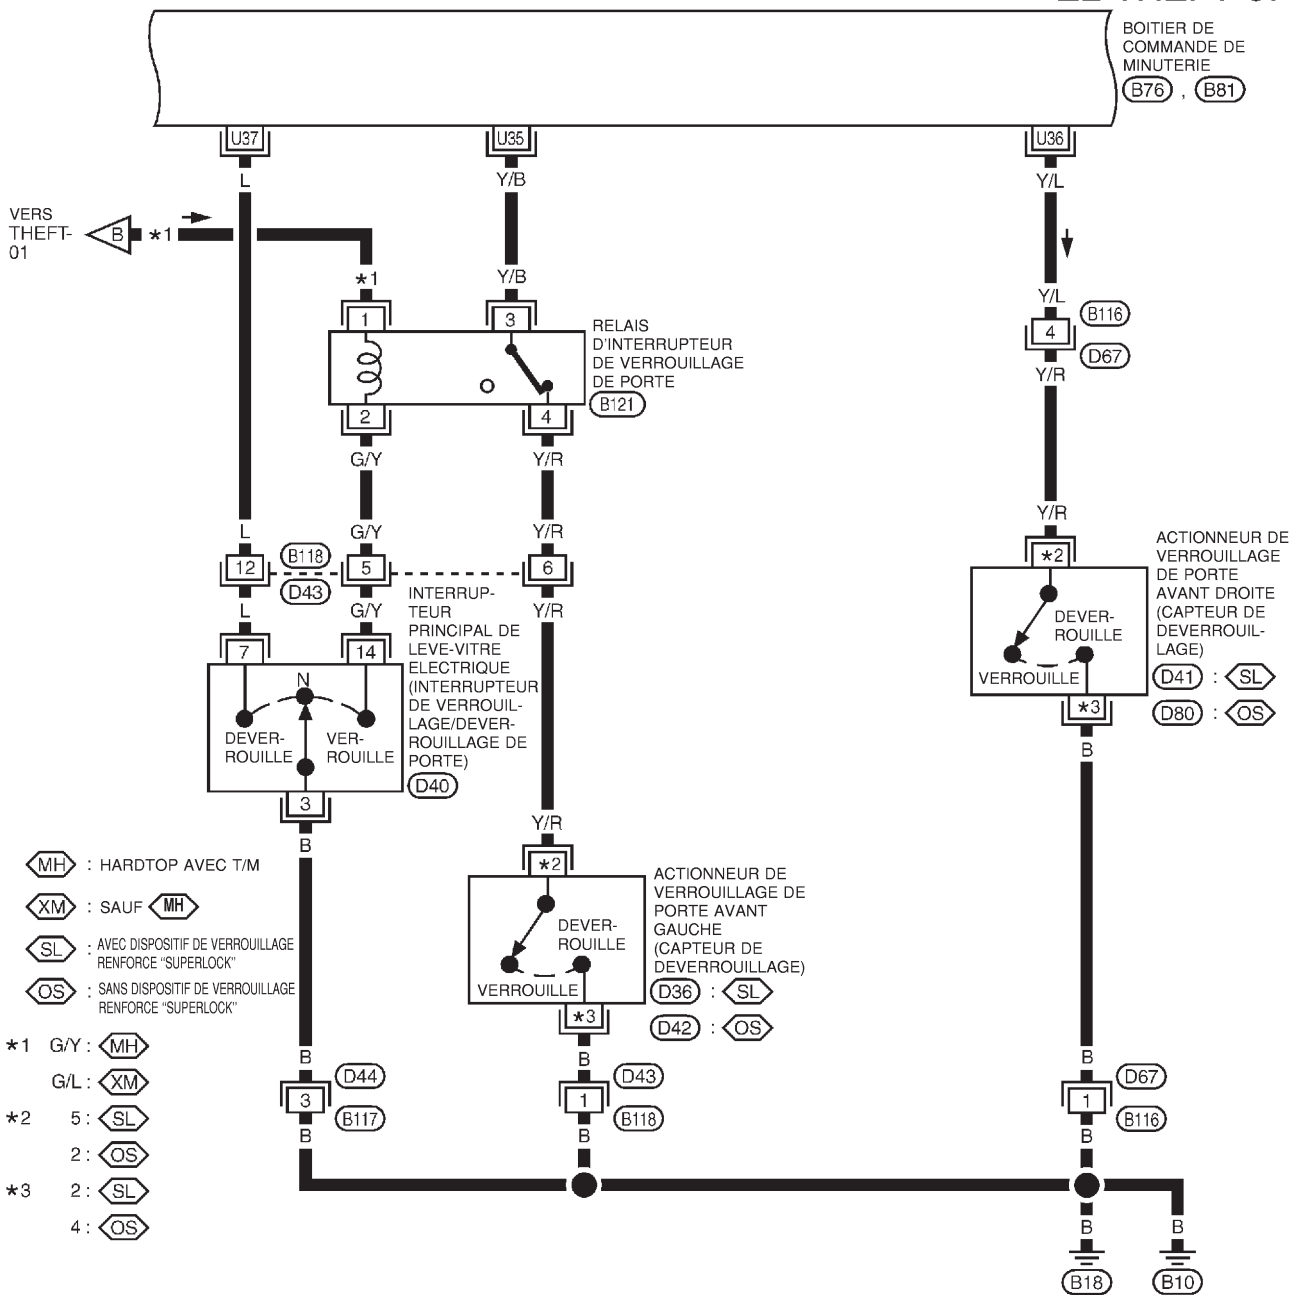 BOITIER DE
COMMANDE DE
MINUTERIE
B76 , B81
U37
U35
U36
L
Y/B
Y/L
VERS
THEFT-
01
B
*1
*1
Y/B
Y/L
1
3
4
B116
D67
Y/R
RELAIS
D'INTERRUPTEUR
DE VERROUILLAGE
DE PORTE
B121
2
4
G/Y
Y/R
L
G/Y
Y/R
Y/R
12
B118
D43
5
6
L
G/Y
Y/R
7
14
N
DEVER-
ROUILLE
VER-
ROUILLE
3
B
INTERRUP-
TEUR
PRINCIPAL DE
LEVE-VITRE
ELECTRIQUE
(INTERRUPTEUR
DE VERROUIL-
LAGE/DEVER-
ROUILLAGE DE
PORTE)
D40
*2
DEVER-
ROUILLE
VERROUILLE
*3
B
ACTIONNEUR DE
VERROUILLAGE
DE PORTE
AVANT DROITE
(CAPTEUR DE
DEVERROUIL-
LAGE)
D41 : SL
D80 : OS
Y/R
*2
DEVER-
ROUILLE
VERROUILLE
*3
B
ACTIONNEUR DE
VERROUILLAGE DE
PORTE AVANT
GAUCHE
(CAPTEUR DE
DEVERROUILLAGE)
D36 : SL
D42 : OS
MH : HARDTOP AVEC T/M
XM : SAUF MH
SL : AVEC DISPOSITIF DE VERROUILLAGE
RENFORCE "SUPERLOCK"
OS : SANS DISPOSITIF DE VERROUILLAGE
RENFORCE "SUPERLOCK"
*1 G/Y : MH
G/L : XM
*2 5 : SL
2 : OS
*3 2 : SL
4 : OS
B
3
D44
B117
B
1
D43
B118
B
B
1
D67
B116
B
B
B
B18
B10